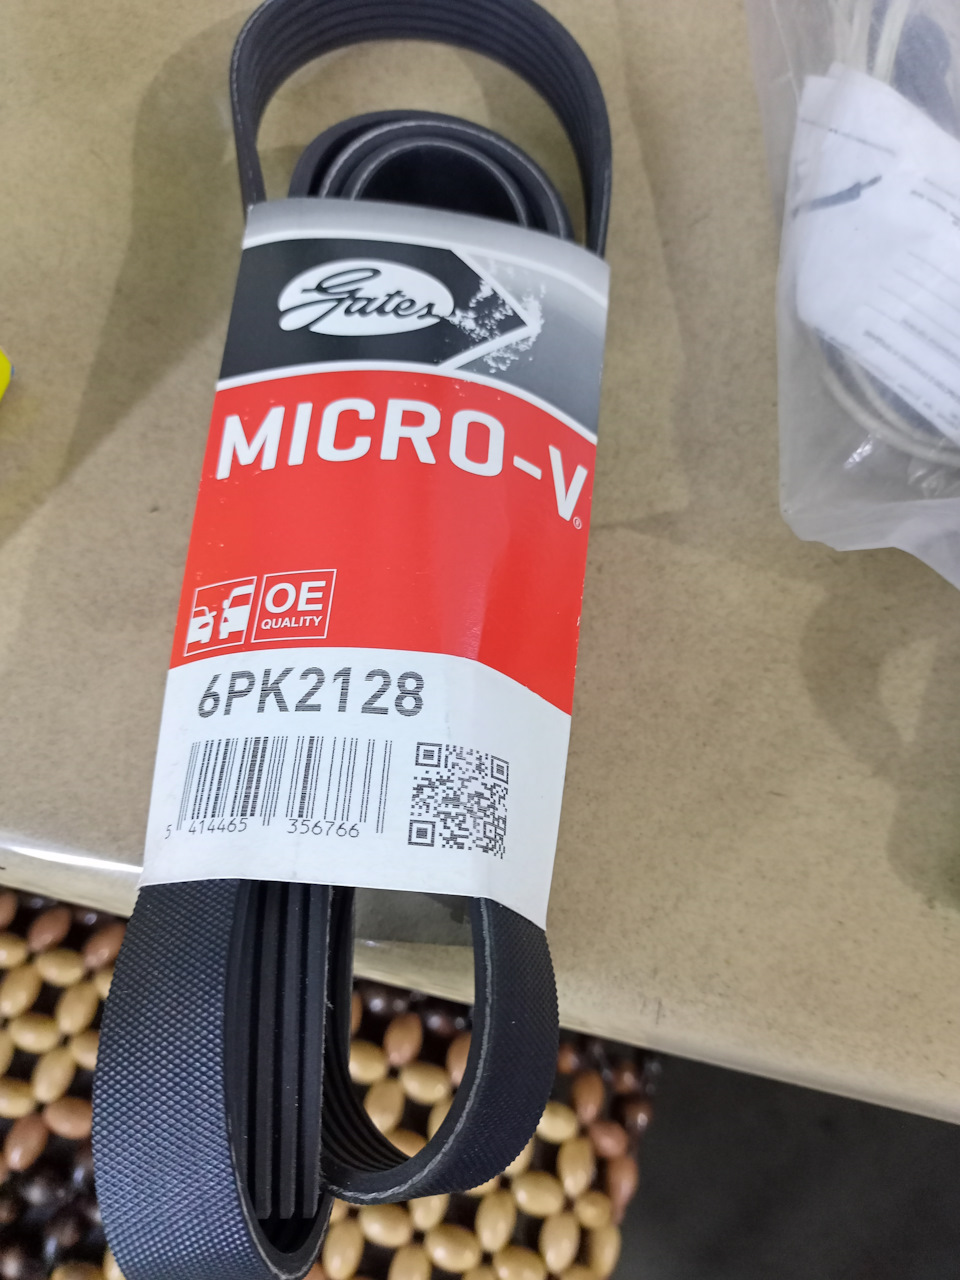 Gates
MICRO-V®
OE
QUALITY
6PK2128
5 414465 356766